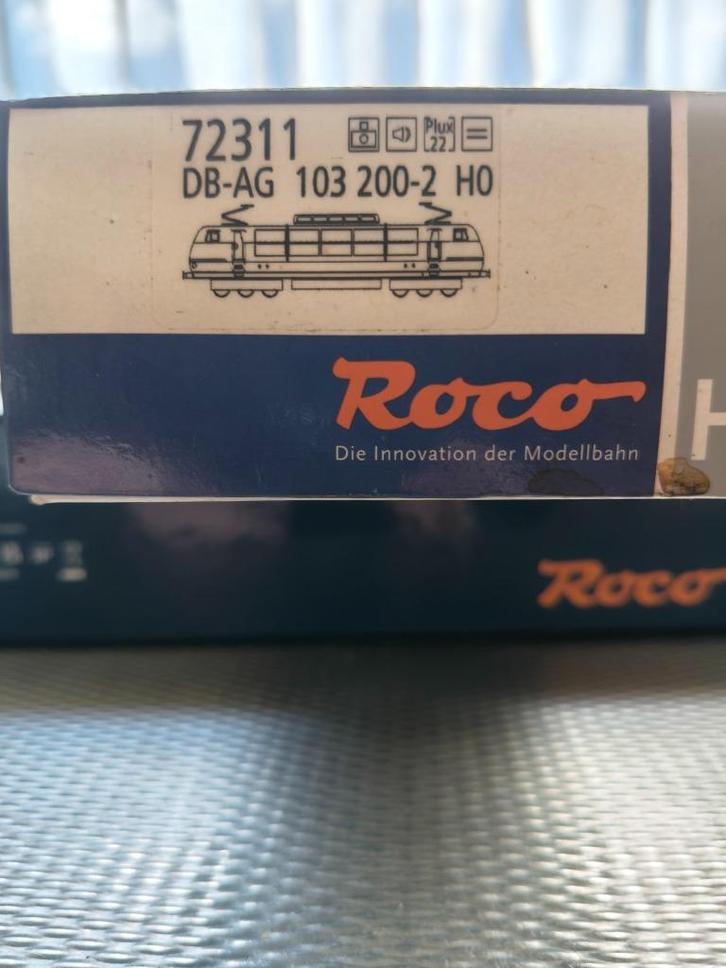 72311
Plux
22
DB-AG 103 200-2 H0
Roco
Die Innovation der Modellbahn
H
Roco